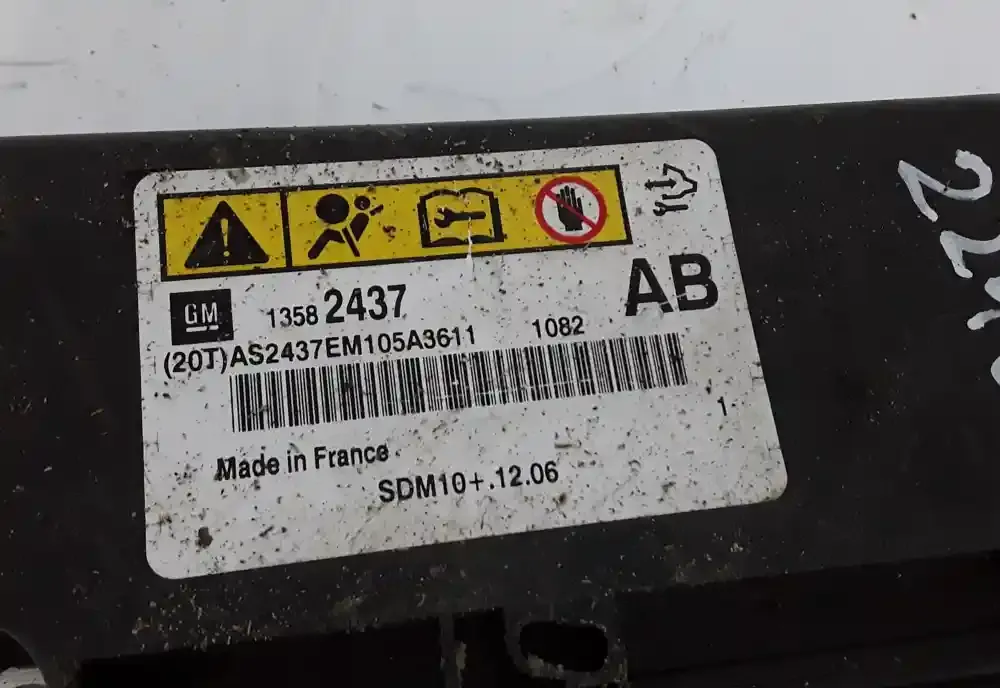 GM 1358 2437 AB
(20T)AS2437EM105A3611 1082
1
Made in France
SDM10+.12.06